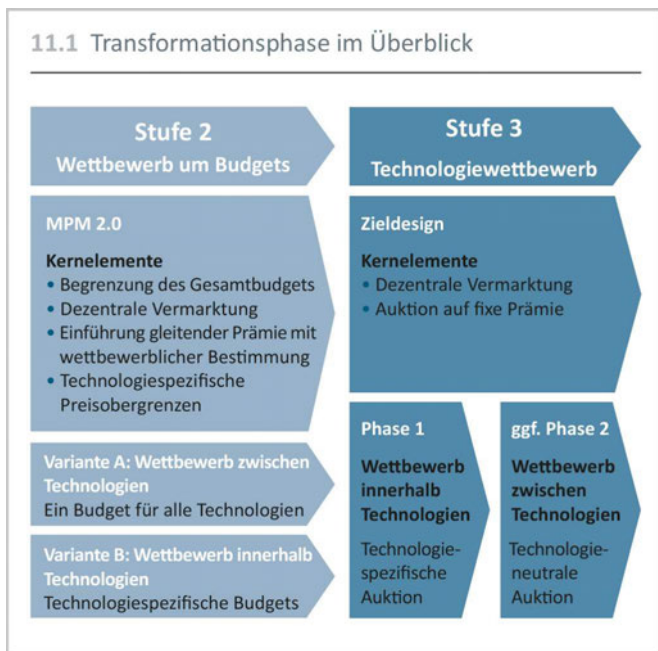 11.1 Transformationsphase im Überblick
Stufe 2
Wettbewerb um Budgets
MPM 2.0
Kernelemente
• Begrenzung des Gesamtbudgets
• Dezentrale Vermarktung
• Einführung gleitender Prämie mit
wettbewerblicher Bestimmung
• Technologiespezifische
Preisobergrenzen
Variante A: Wettbewerb zwischen
Technologien
Ein Budget für alle Technologien
Variante B: Wettbewerb innerhalb
Technologien
Technologiespezifische Budgets
Stufe 3
Technologiewettbewerb
Zieldesign
Kernelemente
• Dezentrale Vermarktung
• Auktion auf fixe Prämie
Phase 1
Wettbewerb
innerhalb
Technologien
Technologie-
spezifische
Auktion
ggf. Phase 2
Wettbewerb
zwischen
Technologien
Technologie-
neutrale
Auktion